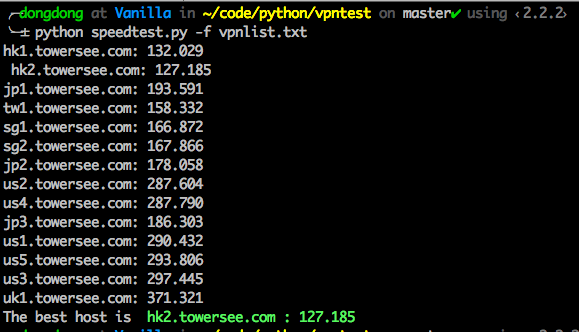 ╭─dongdong at Vanilla in ~/code/python/vpntest on master✔ using ‹2.2.2›
╰─± python speedtest.py -f vpnlist.txt
hk1.towersee.com: 132.029
 hk2.towersee.com: 127.185
jp1.towersee.com: 193.591
tw1.towersee.com: 158.332
sg1.towersee.com: 166.872
sg2.towersee.com: 167.866
jp2.towersee.com: 178.058
us2.towersee.com: 287.604
us4.towersee.com: 287.790
jp3.towersee.com: 186.303
us1.towersee.com: 290.432
us5.towersee.com: 293.806
us3.towersee.com: 297.445
uk1.towersee.com: 371.321
The best host is  hk2.towersee.com : 127.185